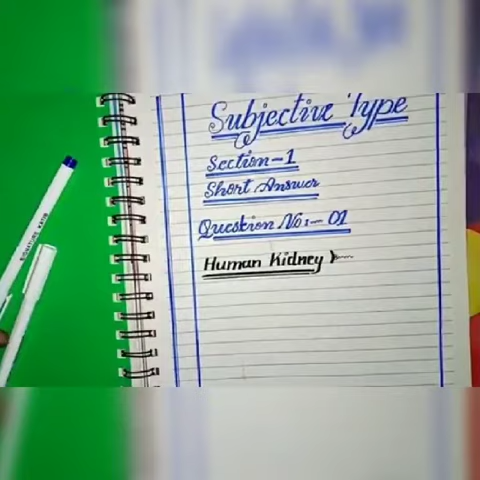 Subjective Type
Section-1
Short Answer
Question No:- 01
Human Kidney